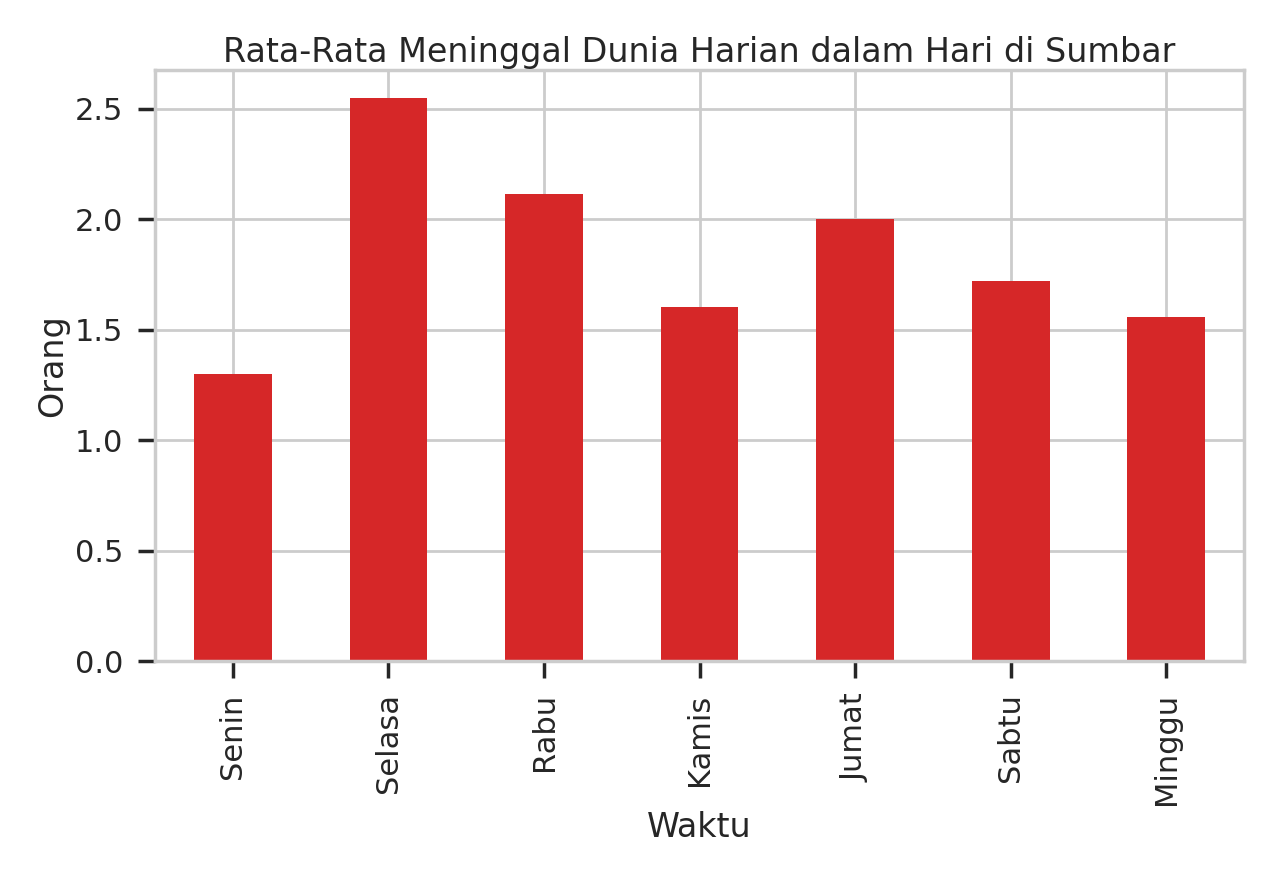 Rata-Rata Meninggal Dunia Harian dalam Hari di Sumbar
2.5
2.0
1.5
1.0
0.5
0.0
Orang
Senin
Selasa
Rabu
Kamis
Jumat
Sabtu
Minggu
Waktu